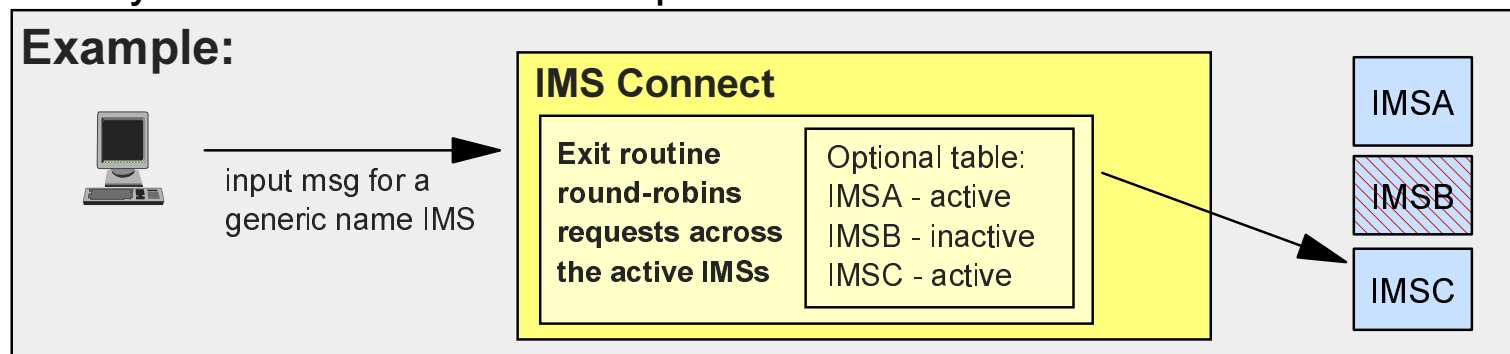 Example:
input msg for a
generic name IMS
IMS Connect
Exit routine
round-robins
requests across
the active IMSs
Optional table:
IMSA - active
IMSB - inactive
IMSC - active
IMSA
IMSB
IMSC